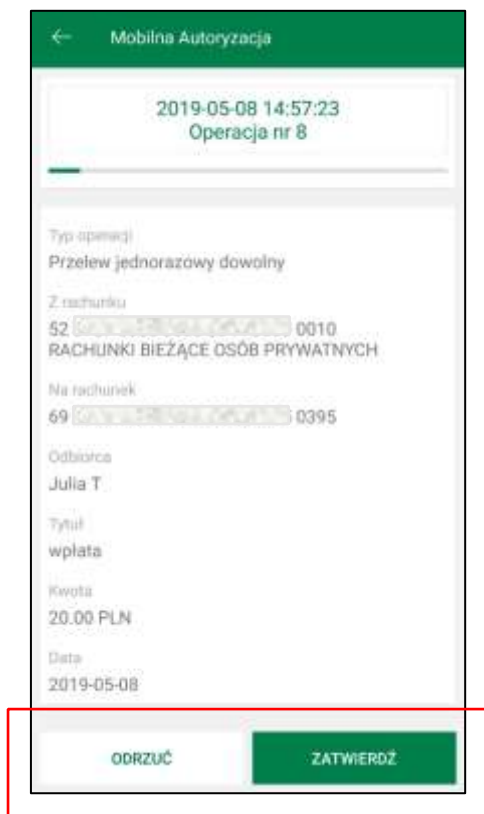 Mobilna Autoryzacja
2019-05-08 14:57:23
Operacja nr 8
Typ operacji
Przelew jednorazowy dowolny
Z rachunku
52 0010
RACHUNKI BIEŻĄCE OSÓB PRYWATNYCH
Na rachunek
69 0395
Odbiorca
Julia T
Tytuł
wpłata
Kwota
20.00 PLN
Data
2019-05-08
ODRZUĆ ZATWIERDŹ